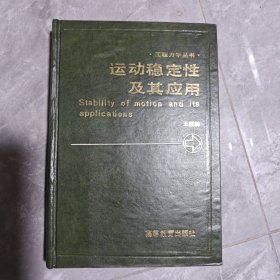 ·工程力学丛书·
运动稳定性
及其应用
Stability of motion and its
applications
高等教育出版社